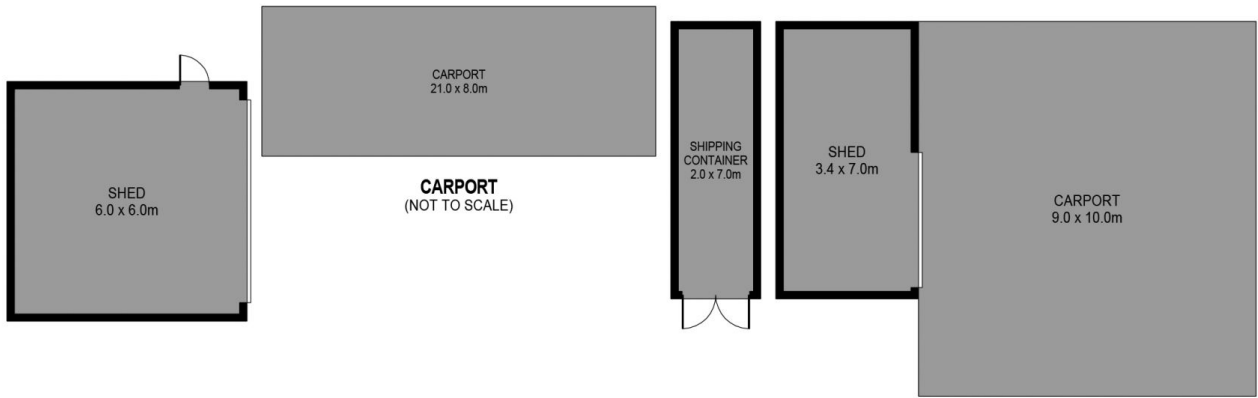 SHED
6.0 x 6.0m
CARPORT
21.0 x 8.0m
CARPORT
(NOT TO SCALE)
SHIPPING
CONTAINER
2.0 x 7.0m
SHED
3.4 x 7.0m
CARPORT
9.0 x 10.0m